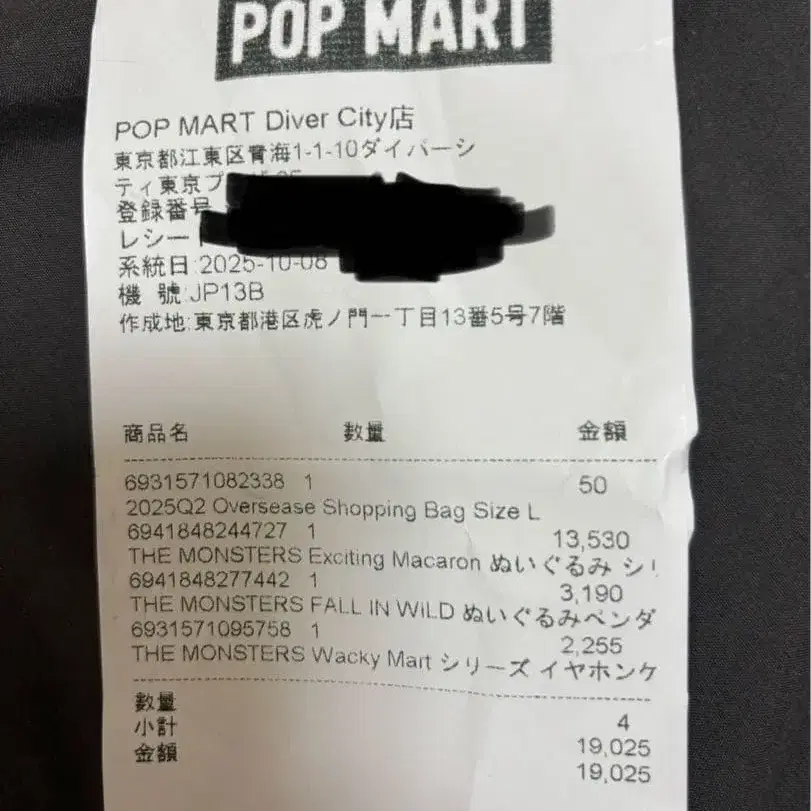 POP MART
POP MART Diver City店
東京都江東区青海1-1-10ダイバーシ
ティ東京プ
登録番号
レシート
系統日:2025-10-08
機 號:JP13B
作成地:東京都港区虎ノ門一丁目13番5号7階
商品名 数量 金額
6931571082338 1 50
2025Q2 Oversease Shopping Bag Size L
6941848244727 1 13,530
THE MONSTERS Exciting Macaron ぬいぐるみ シリ
6941848277442 1 3,190
THE MONSTERS FALL IN WILD ぬいぐるみペンダ
6931571095758 1 2,255
THE MONSTERS Wacky Mart シリーズ イヤホンケ
数量 4
小計 19,025
金額 19,025